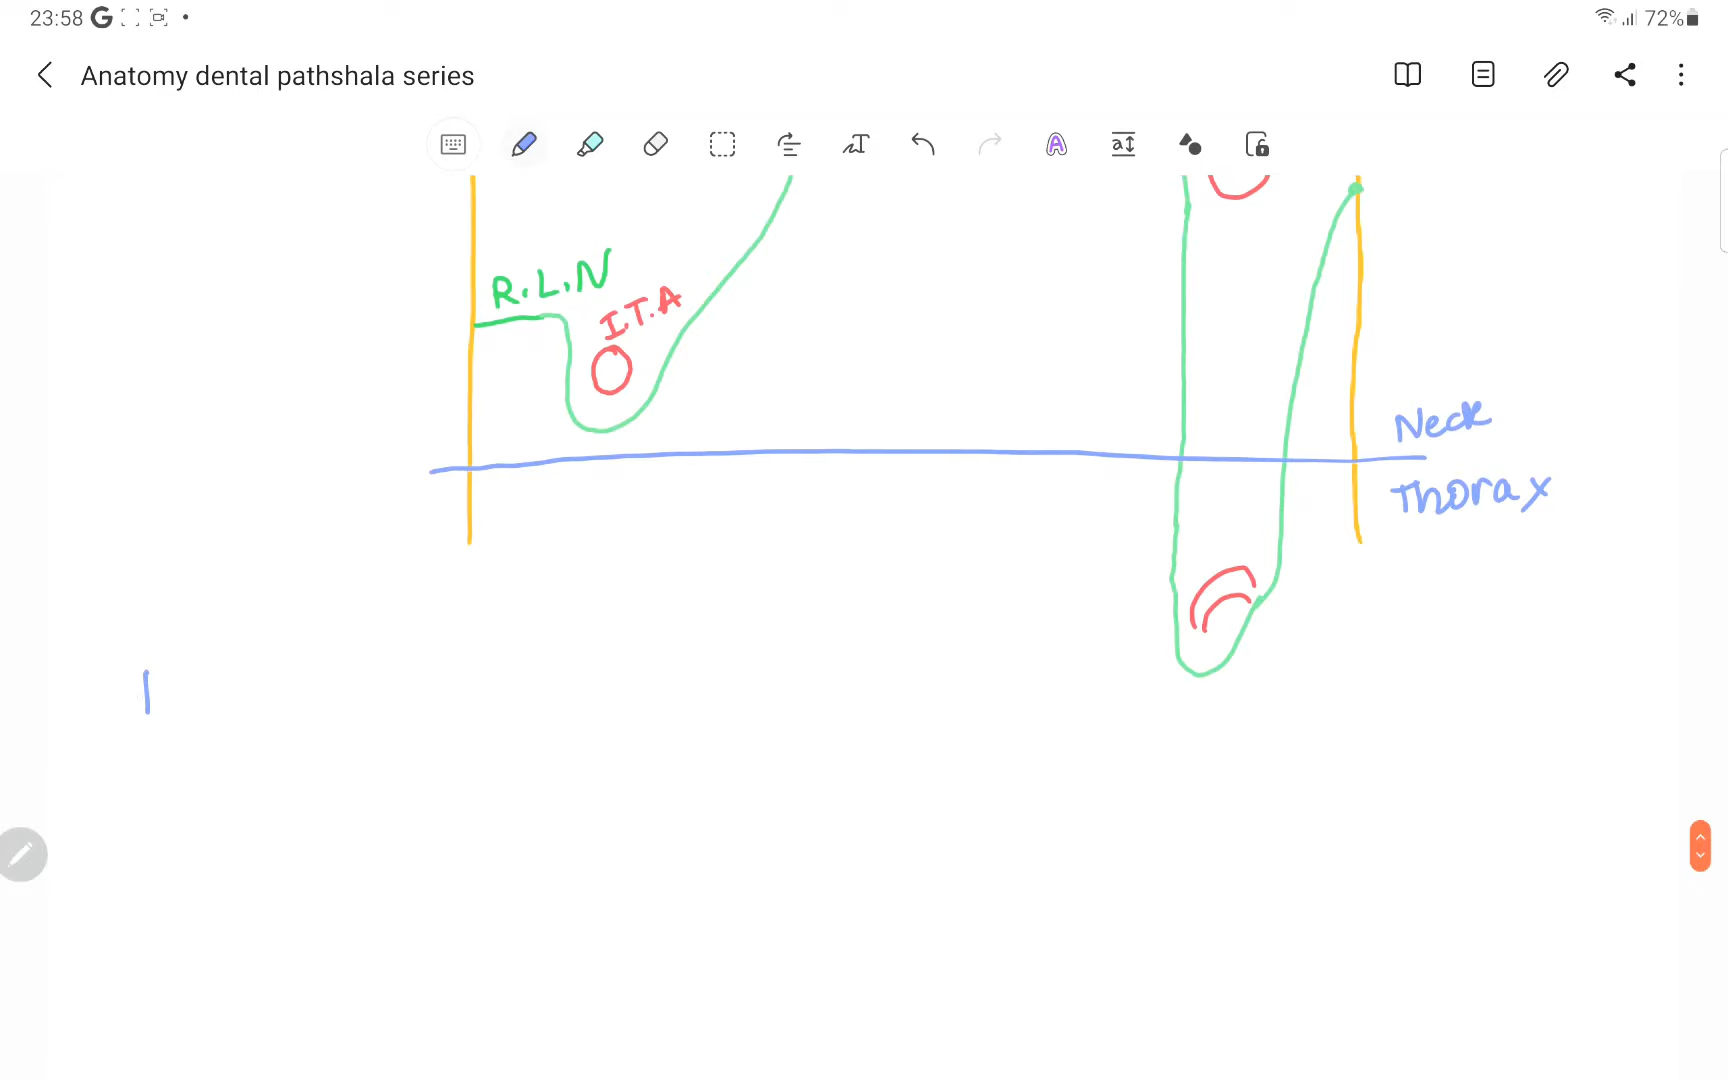 23:58 G 72%
Anatomy dental pathshala series
R.L.N
I.T.A
Neck
Thorax